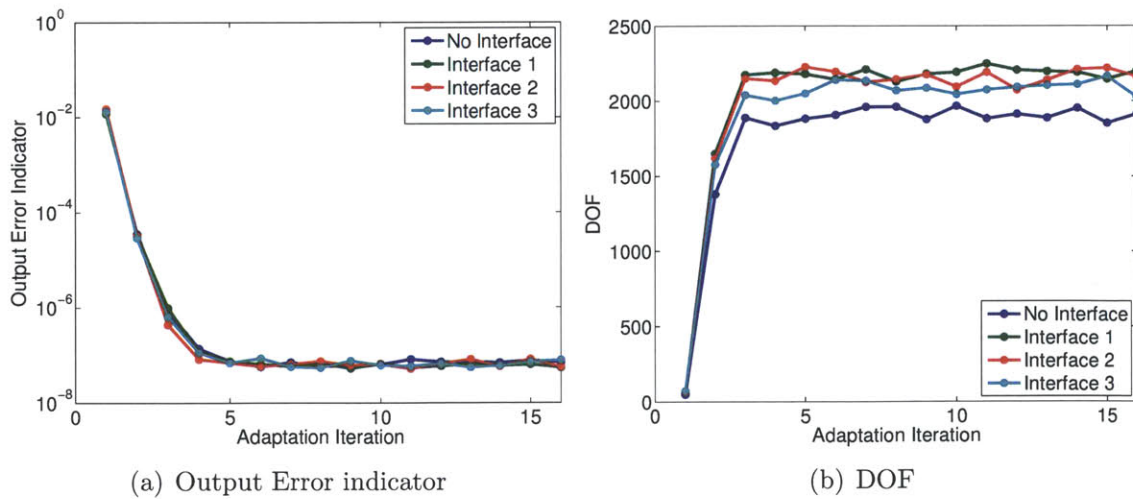 10^0
10^-2
10^-4
10^-6
10^-8
Output Error Indicator
0
5
10
15
Adaptation Iteration
No Interface
Interface 1
Interface 2
Interface 3
(a) Output Error indicator
2500
2000
1500
1000
500
0
DOF
0
5
10
15
Adaptation Iteration
No Interface
Interface 1
Interface 2
Interface 3
(b) DOF